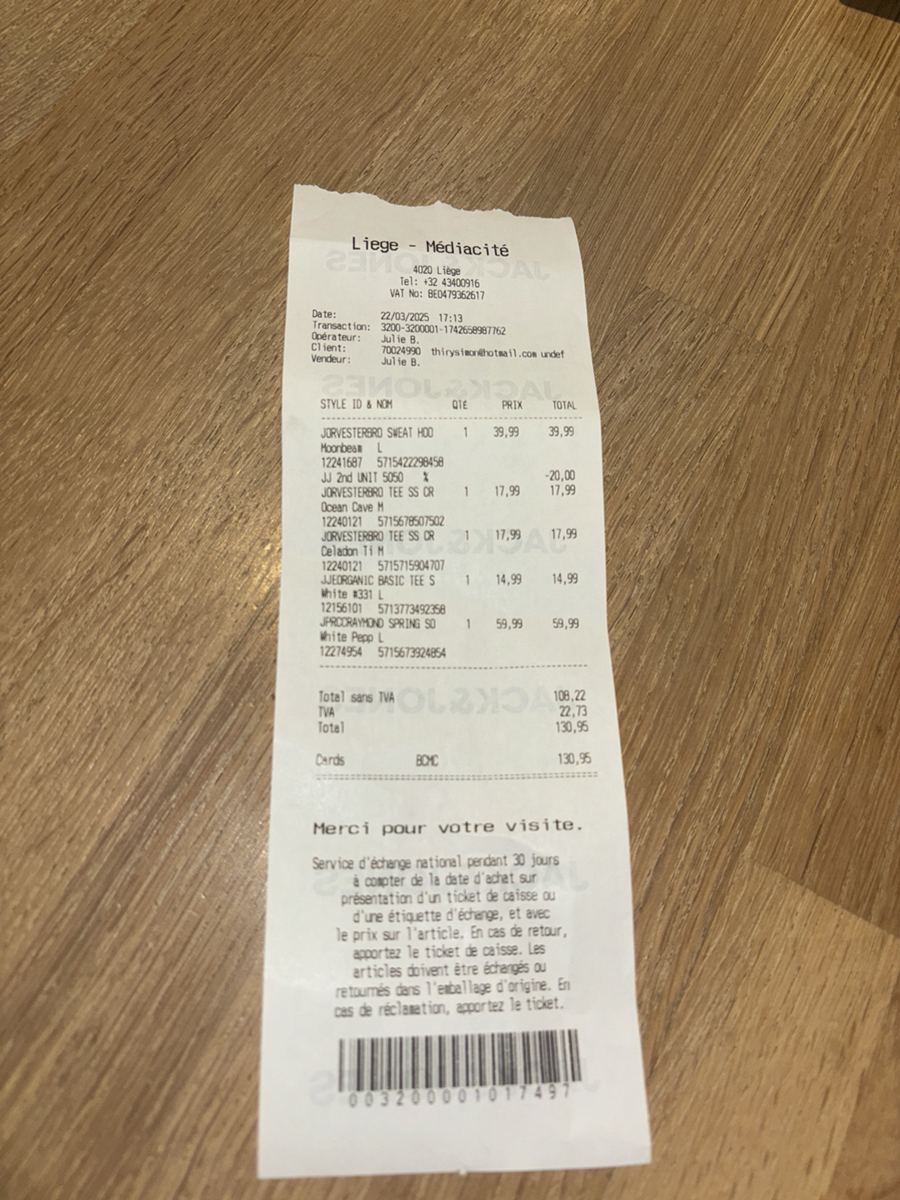 Liege - Médiacité
4020 Liège
Tel: +32 43400916
VAT No: BE0479362617
Date: 22/03/2025 17:13
Transaction: 3200-3200001-1742658987762
Opérateur: Julie B.
Client: 70024990 thirysimon@hotmail.com undef
Vendeur: Julie B.
STYLE ID & NOM QTÉ PRIX TOTAL
JORVESTERBRO SWEAT HOO 1 39,99 39,99
Moonbeam L
12241687 5715422298458
JJ 2nd UNIT 5050 % -20,00
JORVESTERBRO TEE SS CR 1 17,99 17,99
Ocean Cave M
12240121 5715678507502
JORVESTERBRO TEE SS CR 1 17,99 17,99
Celadon Ti M
12240121 5715715904707
JJEORGANIC BASIC TEE S 1 14,99 14,99
White #331 L
12156101 5713773492358
JPRCCRAYMOND SPRING SO 1 59,99 59,99
White Pepp L
12274954 5715673924854
Total sans TVA 108,22
TVA 22,73
Total 130,95
Cards BCMC 130,95
Merci pour votre visite.
Service d'échange national pendant 30 jours
à compter de la date d'achat sur
présentation d'un ticket de caisse ou
d'une étiquette d'échange, et avec
le prix sur l'article. En cas de retour,
apportez le ticket de caisse. Les
articles doivent être échangés ou
retournés dans l'emballage d'origine. En
cas de réclamation, apportez le ticket.
003200001017497